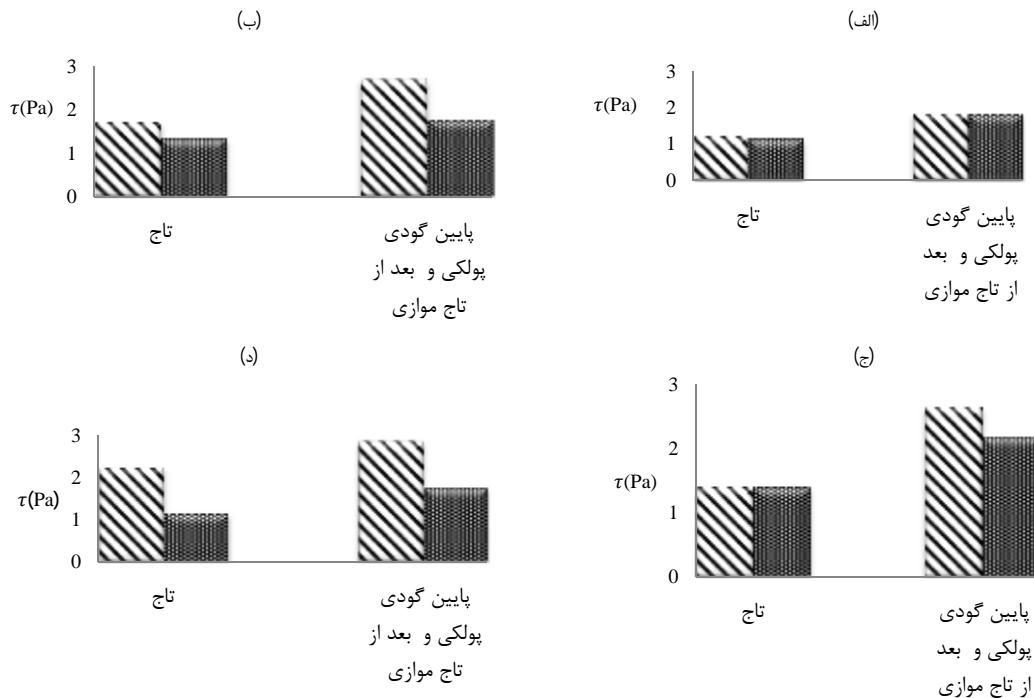 (الف)
3
2
1
0
τ(Pa)
تاج
پایین گودی
پولکی و بعد
از تاج موازی
(ب)
3
2
1
0
τ(Pa)
تاج
پایین گودی
پولکی و بعد از
تاج موازی
(ج)
3
2
1
0
τ(Pa)
تاج
پایین گودی
پولکی و بعد
از تاج موازی
(د)
3
2
1
0
τ(Pa)
تاج
پایین گودی
پولکی و بعد از
تاج موازی